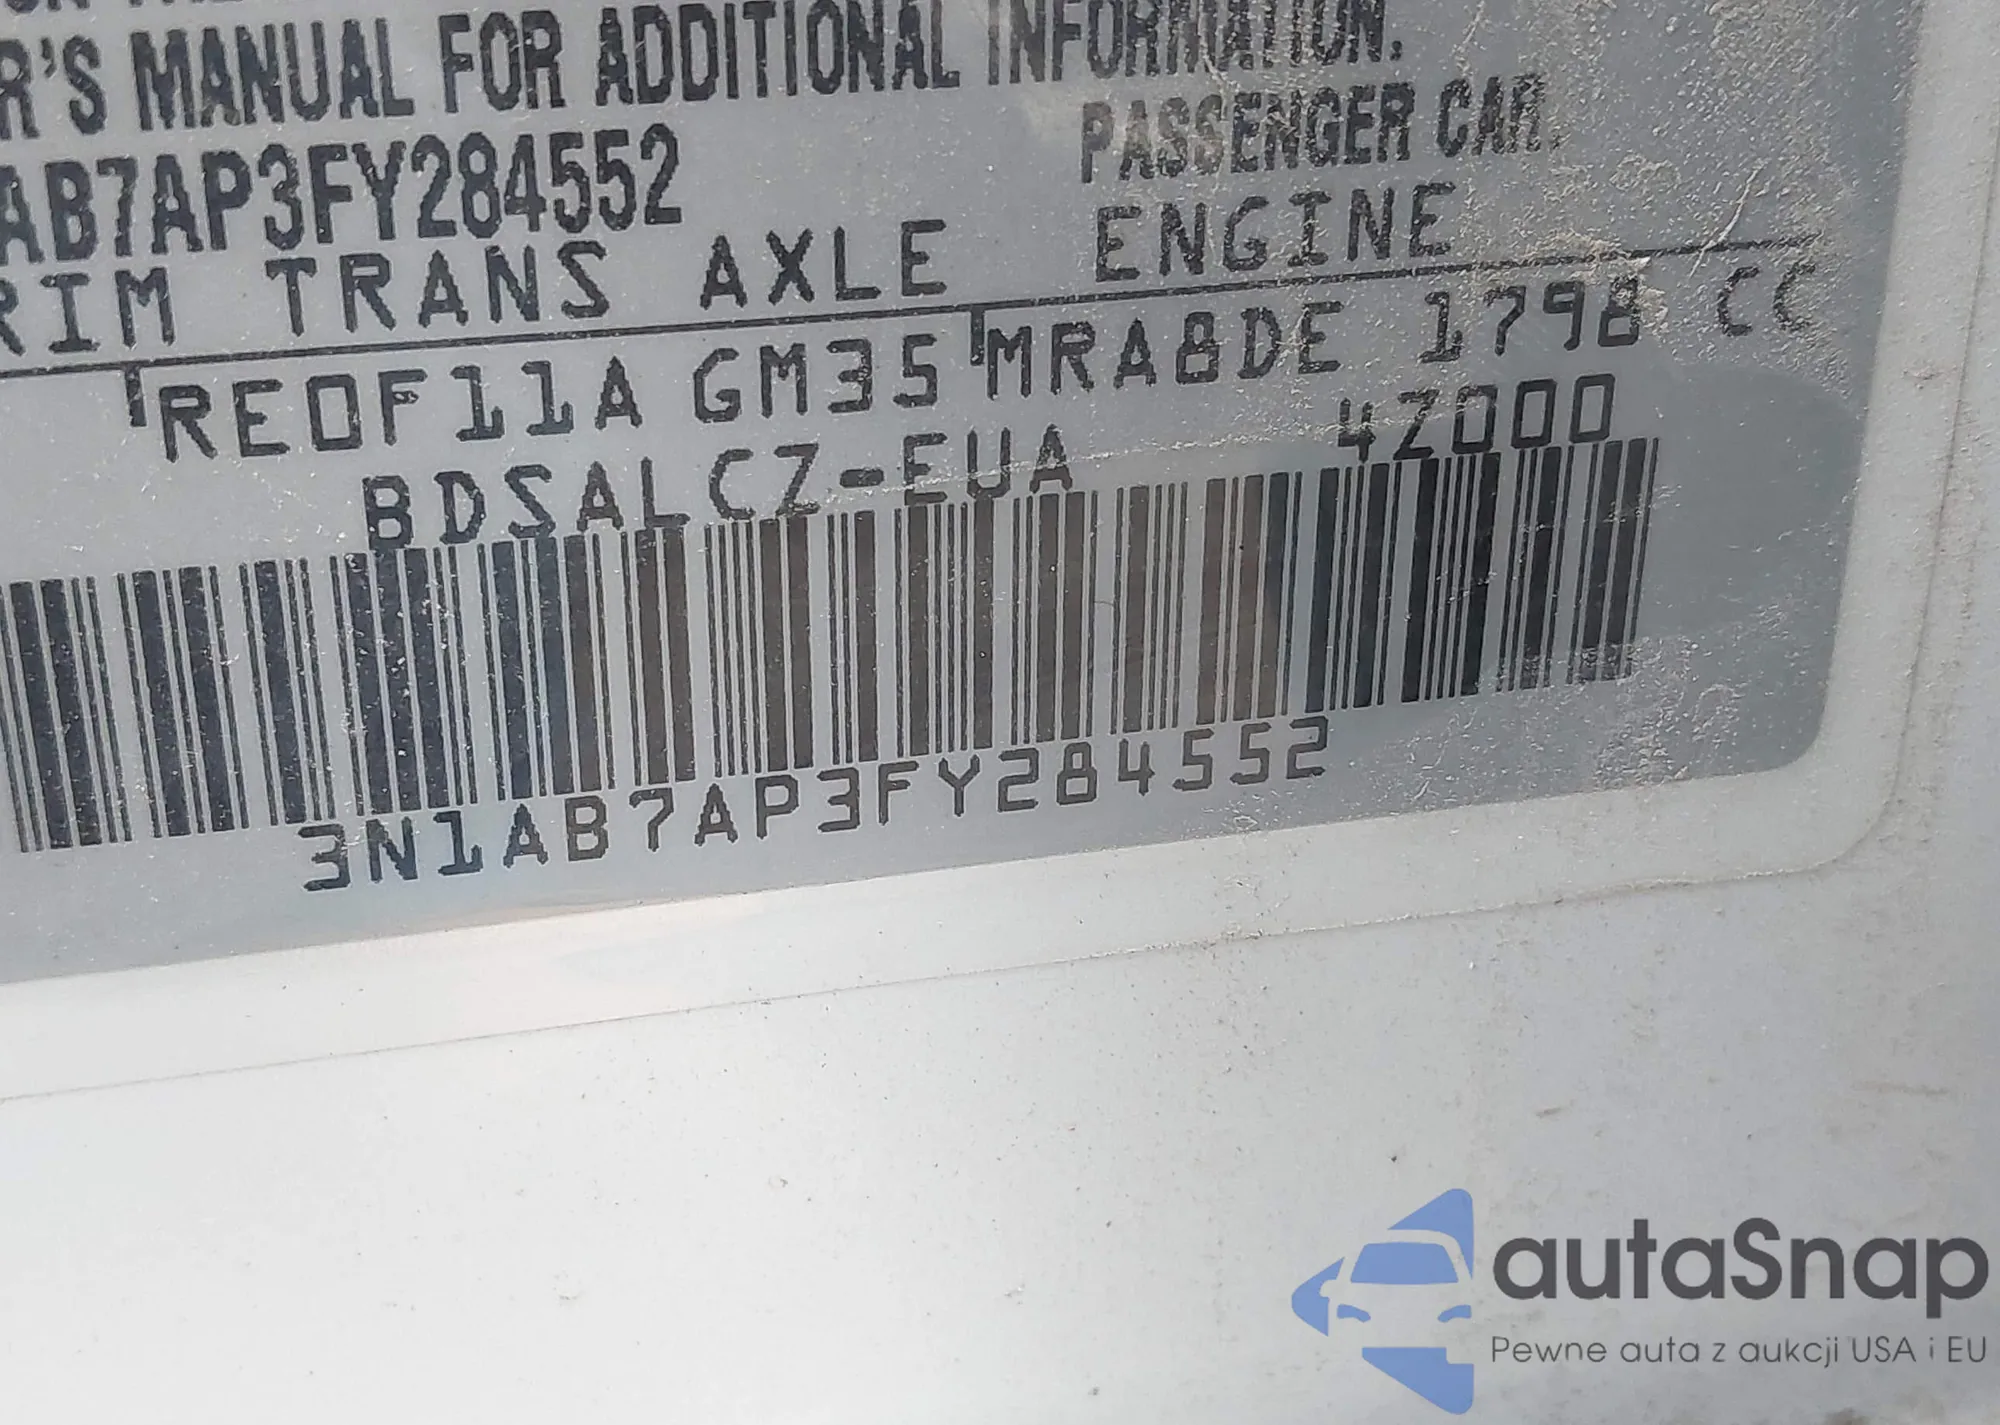 R'S MANUAL FOR ADDITIONAL INFORMATION.
AB7AP3FY284552 PASSENGER CAR.
RIM TRANS AXLE ENGINE
RE0F11A GM35 MRA8DE 1798 CC
BDSALCZ-EUA 4Z000
3N1AB7AP3FY284552
autaSnap
Pewne auta z aukcji USA i EU